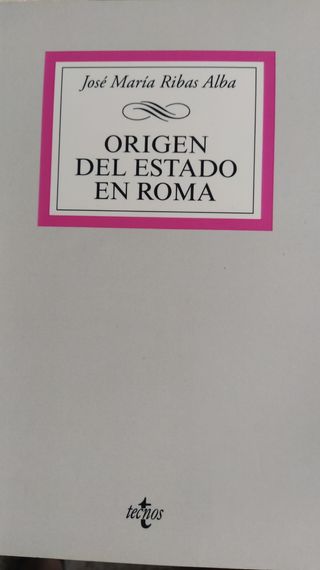 José María Ribas Alba
ORIGEN
DEL ESTADO
EN ROMA
tecnos